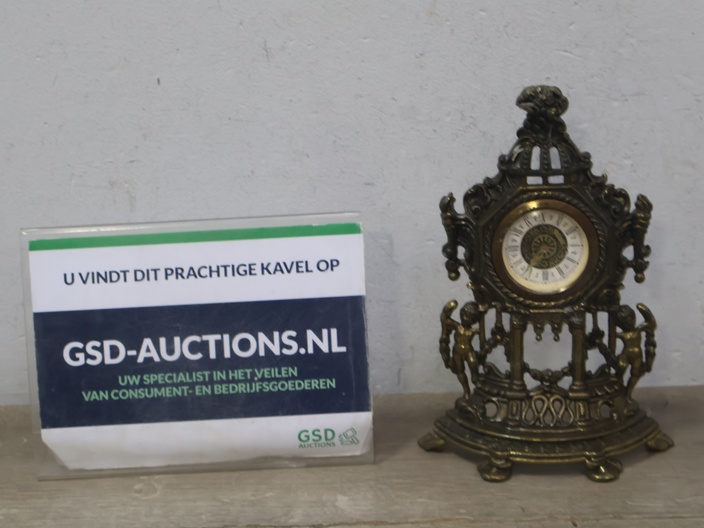 U VINDT DIT PRACHTIGE KAVEL OP
GSD-AUCTIONS.NL
UW SPECIALIST IN HET VEILEN
VAN CONSUMENT- EN BEDRIJFSGOEDEREN
GSD
AUCTIONS